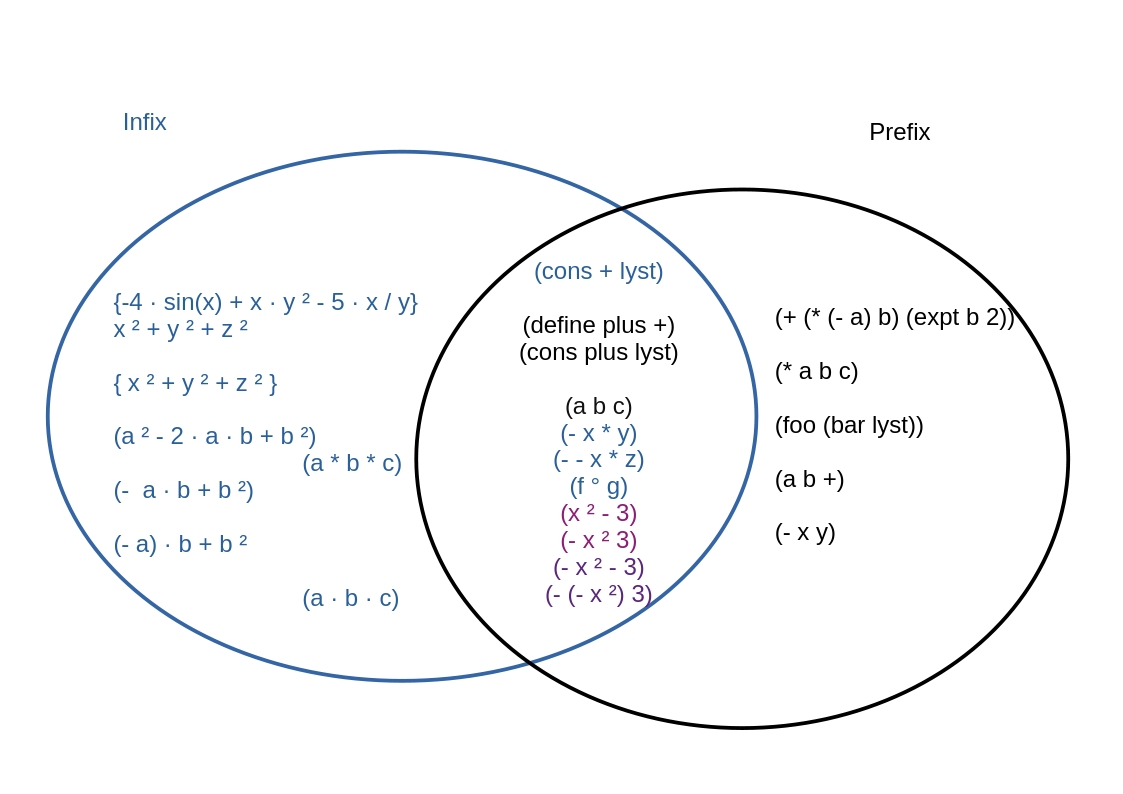 Infix
Prefix
{-4 · sin(x) + x · y ² - 5 · x / y}
x ² + y ² + z ²
{ x ² + y ² + z ² }
(a ² - 2 · a · b + b ²)
(a * b * c)
(-  a · b + b ²)
(- a) · b + b ²
(a · b · c)
(cons + lyst)
(define plus +)
(cons plus lyst)
(a b c)
(- x * y)
(- - x * z)
(f ° g)
(x ² - 3)
(- x ² 3)
(- x ² - 3)
(- (- x ²) 3)
(+ (* (- a) b) (expt b 2))
(* a b c)
(foo (bar lyst))
(a b +)
(- x y)